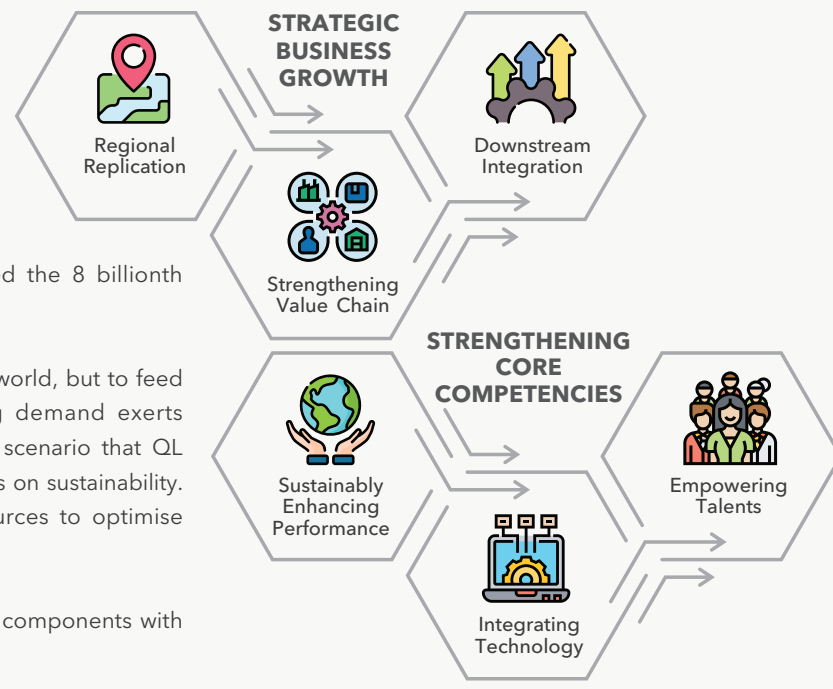 STRATEGIC
BUSINESS
GROWTH
Regional
Replication
Downstream
Integration
Strengthening
Value Chain
the 8 billionth
world, but to feed
demand exerts
scenario that QL
on sustainability.
to optimise
components with
STRENGTHENING
CORE
COMPETENCIES
Sustainably
Enhancing
Performance
Empowering
Talents
Integrating
Technology